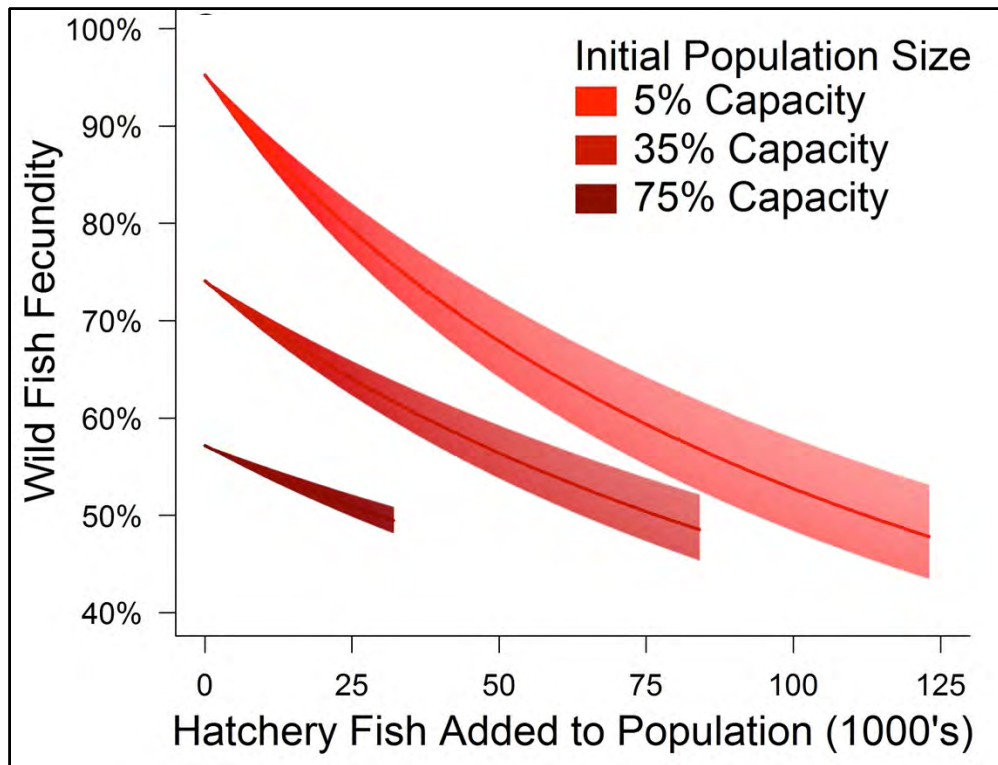 100%
90%
80%
70%
60%
50%
40%
Wild Fish Fecundity
Initial Population Size
5% Capacity
35% Capacity
75% Capacity
0 25 50 75 100 125
Hatchery Fish Added to Population (1000's)